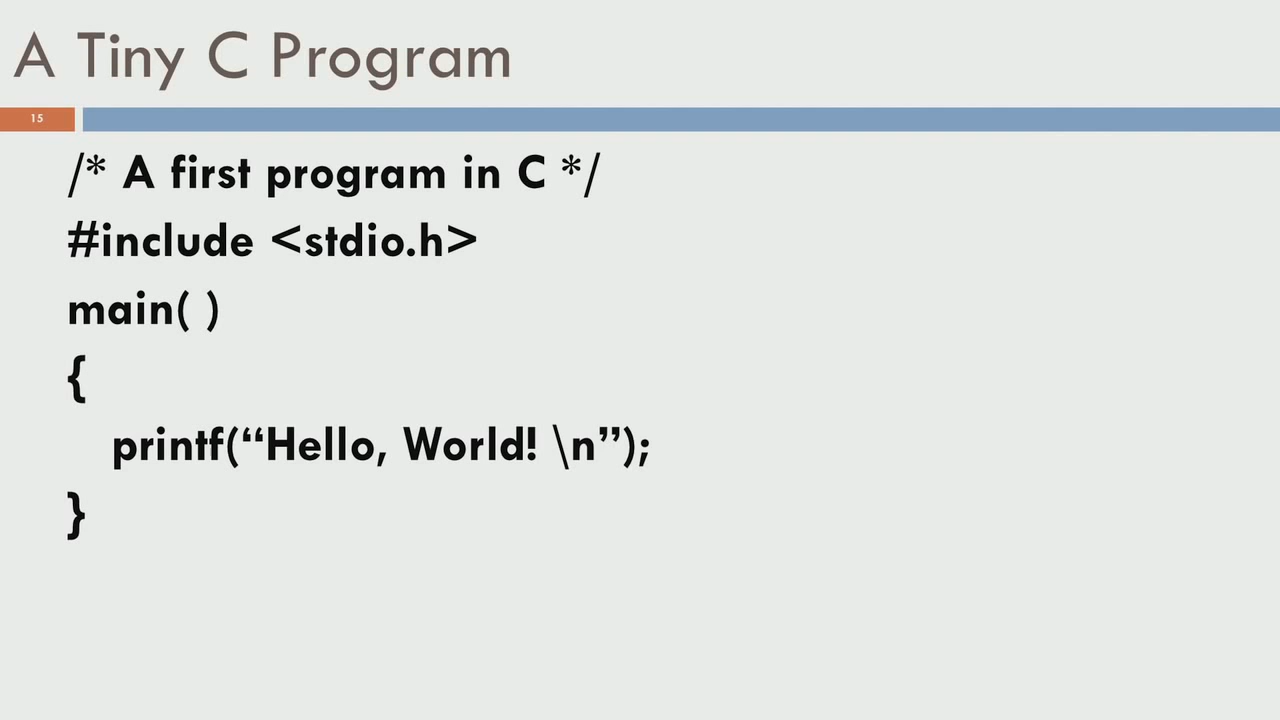 A Tiny C Program
15
/* A first program in C */
#include <stdio.h>
main( )
{
printf(“Hello, World! \n”);
}